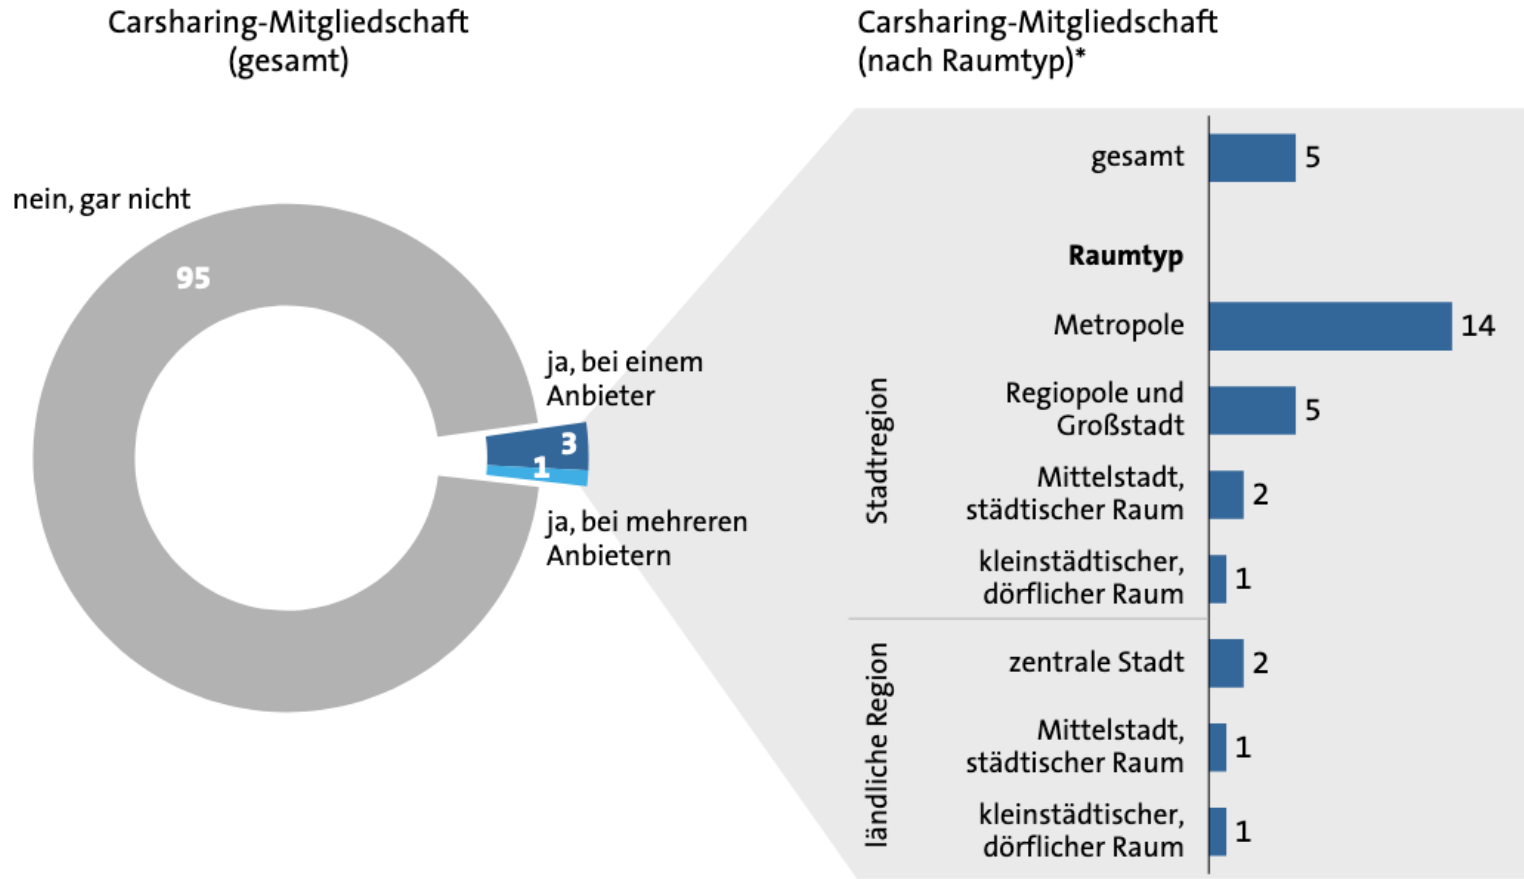 Carsharing-Mitgliedschaft
(gesamt)
nein, gar nicht
95
ja, bei einem
Anbieter
3
1
ja, bei mehreren
Anbietern
Carsharing-Mitgliedschaft
(nach Raumtyp)*
gesamt 5
Raumtyp
Stadtregion
Metropole 14
Regiopole und
Großstadt 5
Mittelstadt,
städtischer Raum 2
kleinstädtischer,
dörflicher Raum 1
ländliche Region
zentrale Stadt 2
Mittelstadt,
städtischer Raum 1
kleinstädtischer,
dörflicher Raum 1